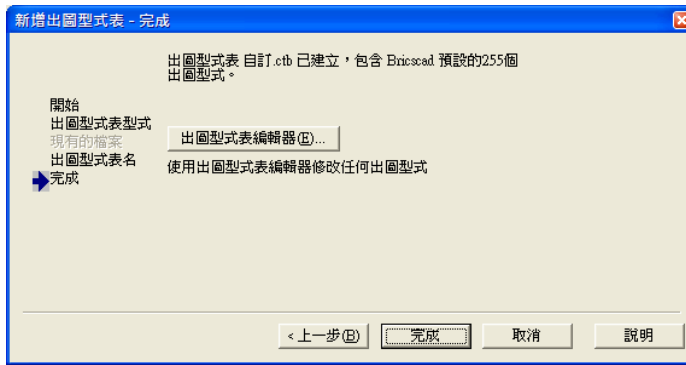 新增出圖型式表 - 完成
出圖型式表 自訂.ctb 已建立，包含 Bricscad 預設的255個
出圖型式。
開始
出圖型式表型式
現有的檔案
出圖型式表名
完成
出圖型式表編輯器(E)...
使用出圖型式表編輯器修改任何出圖型式
<上一步(B)
完成
取消
說明